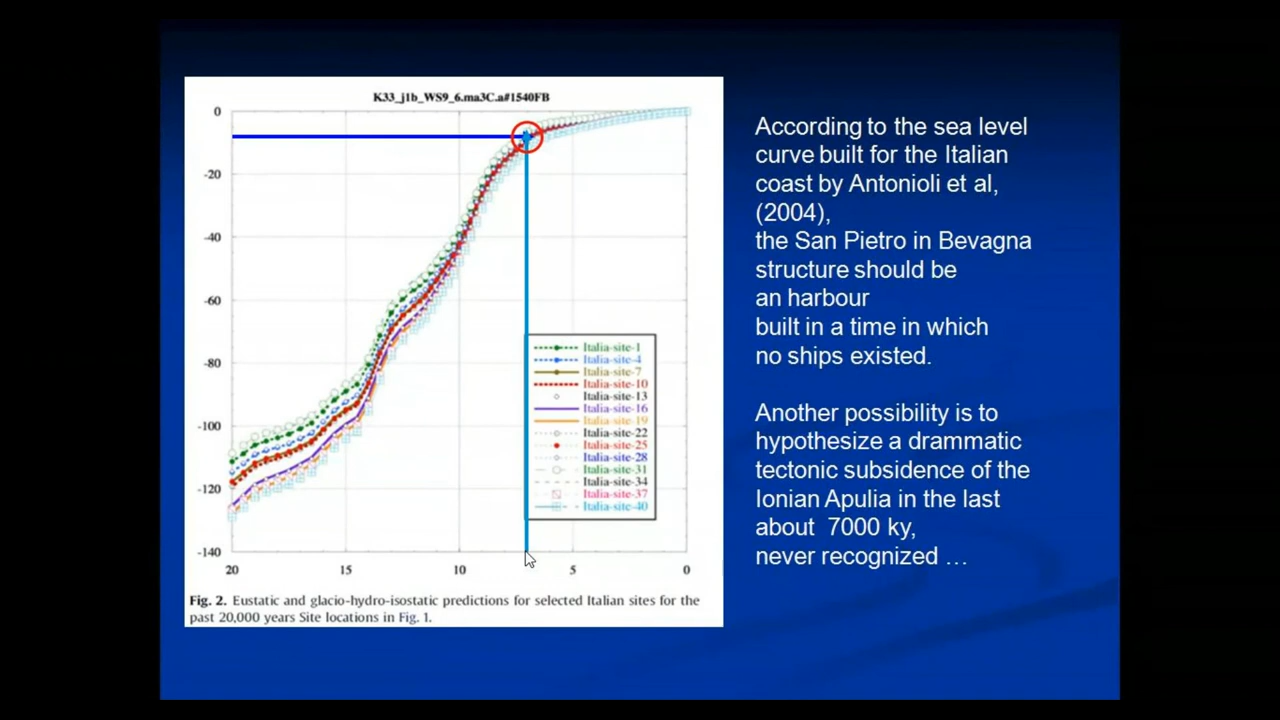 K33_j1b_WS9_6.ma3C.a#1540FB
0
-20
-40
-60
-80
-100
-120
-140
20
15
10
5
0
Italia-site-1
Italia-site-4
Italia-site-7
Italia-site-10
Italia-site-13
Italia-site-16
Italia-site-19
Italia-site-22
Italia-site-25
Italia-site-28
Italia-site-31
Italia-site-34
Italia-site-37
Italia-site-40
Fig. 2. Eustatic and glacio-hydro-isostatic predictions for selected Italian sites for the
past 20,000 years Site locations in Fig. 1.
According to the sea level
curve built for the Italian
coast by Antonioli et al,
(2004),
the San Pietro in Bevagna
structure should be
an harbour
built in a time in which
no ships existed.
Another possibility is to
hypothesize a drammatic
tectonic subsidence of the
Ionian Apulia in the last
about 7000 ky,
never recognized …